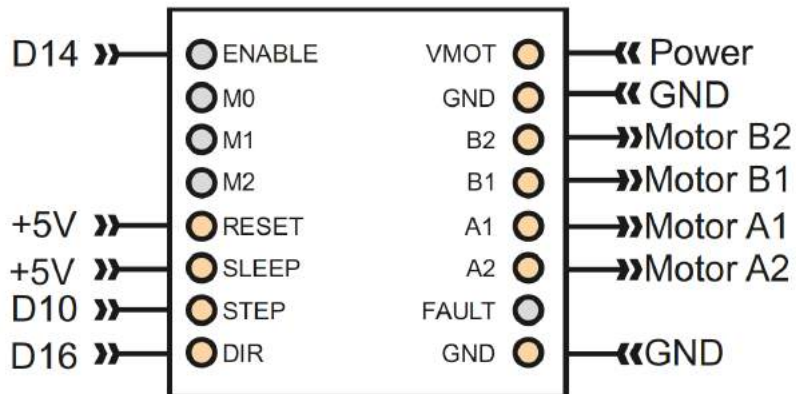 D14 ENABLE VMOT Power
M0 GND GND
M1 B2 Motor B2
M2 B1 Motor B1
+5V RESET A1 Motor A1
+5V SLEEP A2 Motor A2
D10 STEP FAULT
D16 DIR GND GND